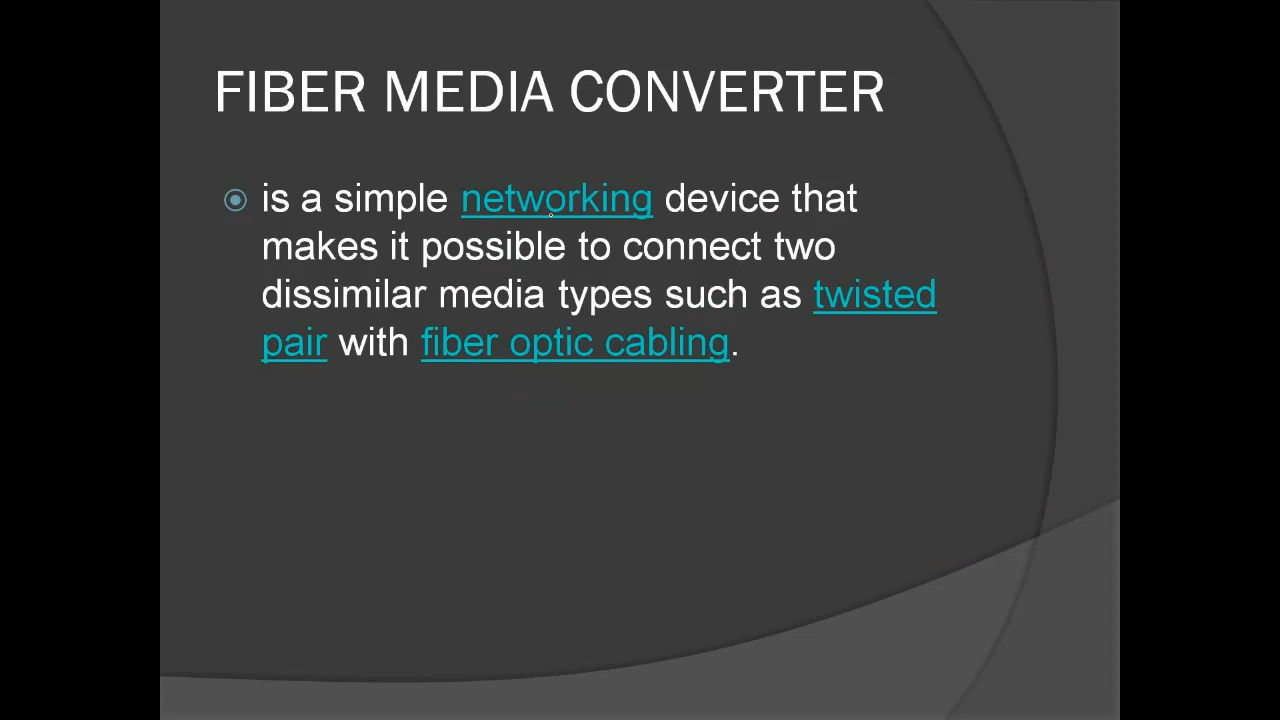 FIBER MEDIA CONVERTER
is a simple networking device that
makes it possible to connect two
dissimilar media types such as twisted
pair with fiber optic cabling.